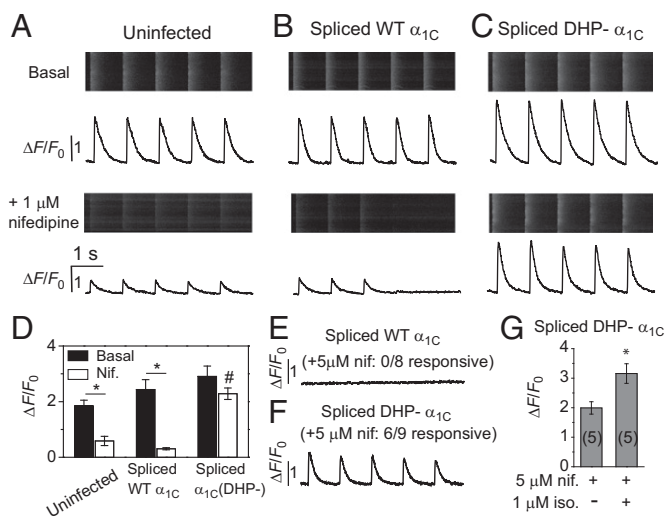 A
Uninfected
B
Spliced WT α1C
C
Spliced DHP- α1C
Basal
ΔF/F0 1
+ 1 μM
nifedipine
1 s
ΔF/F0 1
D
Basal
Nif.
ΔF/F0
4
3
2
1
0
*
*
#
Uninfected
Spliced
WT α1C
Spliced
α1C(DHP-)
E
Spliced WT α1C
(+5μM nif: 0/8 responsive)
ΔF/F0
1
F
Spliced DHP- α1C
(+5 μM nif: 6/9 responsive)
ΔF/F0
1
G
Spliced DHP- α1C
ΔF/F0
4
3
2
1
0
*
(5)
(5)
5 μM nif. + +
1 μM iso. - +